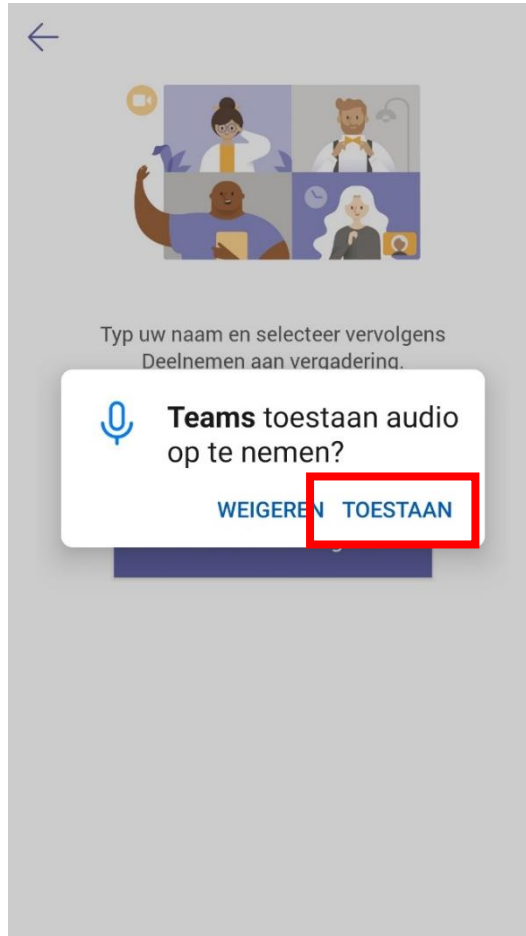 Typ uw naam en selecteer vervolgens
Deelnemen aan vergadering.
Teams toestaan audio
op te nemen?
WEIGEREN TOESTAAN